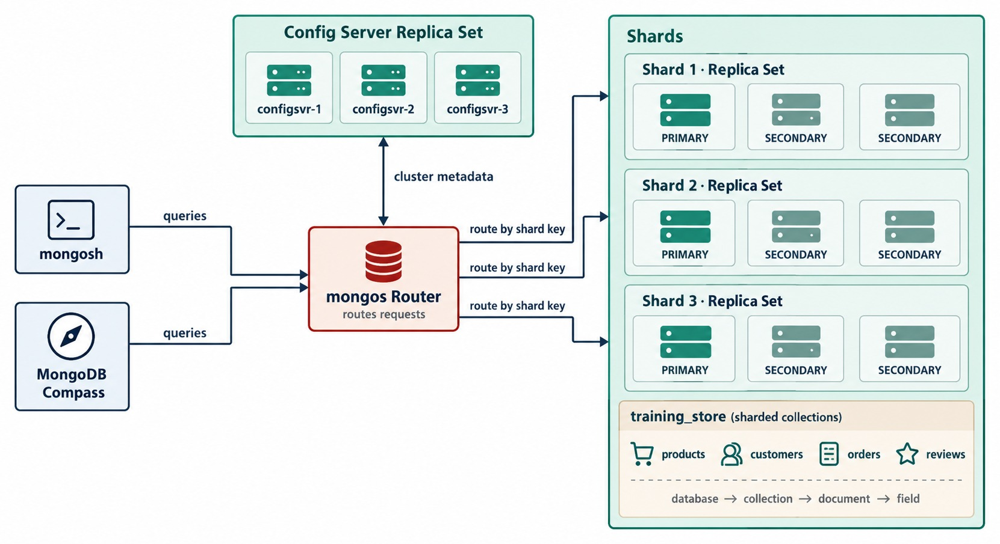 Config Server Replica Set
configsvr-1
configsvr-2
configsvr-3
cluster metadata
mongosh
queries
MongoDB
Compass
queries
mongos Router
routes requests
route by shard key
route by shard key
route by shard key
Shards
Shard 1 · Replica Set
PRIMARY
SECONDARY
SECONDARY
Shard 2 · Replica Set
PRIMARY
SECONDARY
SECONDARY
Shard 3 · Replica Set
PRIMARY
SECONDARY
SECONDARY
training_store (sharded collections)
products
customers
orders
reviews
database → collection → document → field